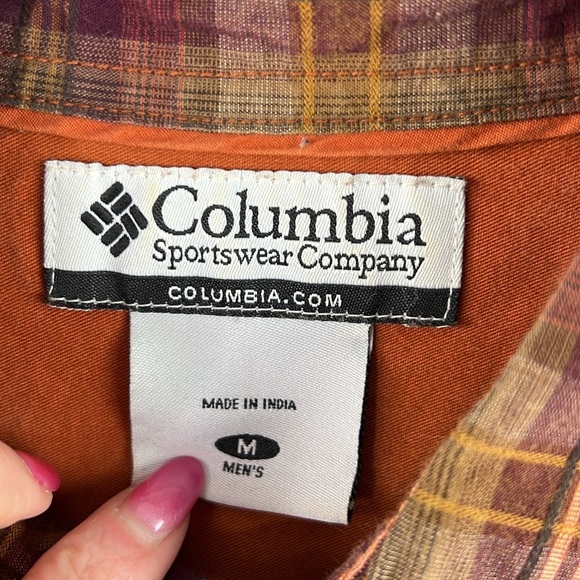 Columbia
Sportswear Company
COLUMBIA.COM
MADE IN INDIA
M
MEN'S